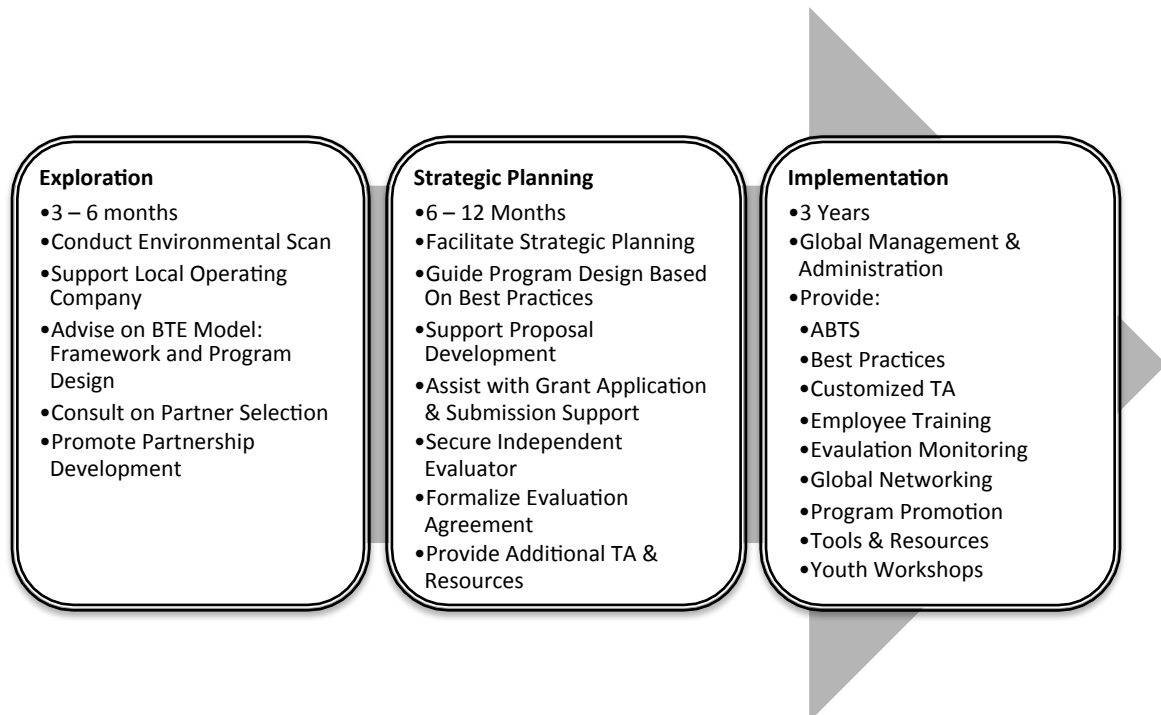 Exploration
•3 – 6 months
•Conduct Environmental Scan
•Support Local Operating
Company
•Advise on BTE Model:
Framework and Program
Design
•Consult on Partner Selection
•Promote Partnership
Development
Strategic Planning
•6 – 12 Months
•Facilitate Strategic Planning
•Guide Program Design Based
On Best Practices
•Support Proposal
Development
•Assist with Grant Application
& Submission Support
•Secure Independent
Evaluator
•Formalize Evaluation
Agreement
•Provide Additional TA &
Resources
Implementation
•3 Years
•Global Management &
Administration
•Provide:
•ABTS
•Best Practices
•Customized TA
•Employee Training
•Evaulation Monitoring
•Global Networking
•Program Promotion
•Tools & Resources
•Youth Workshops